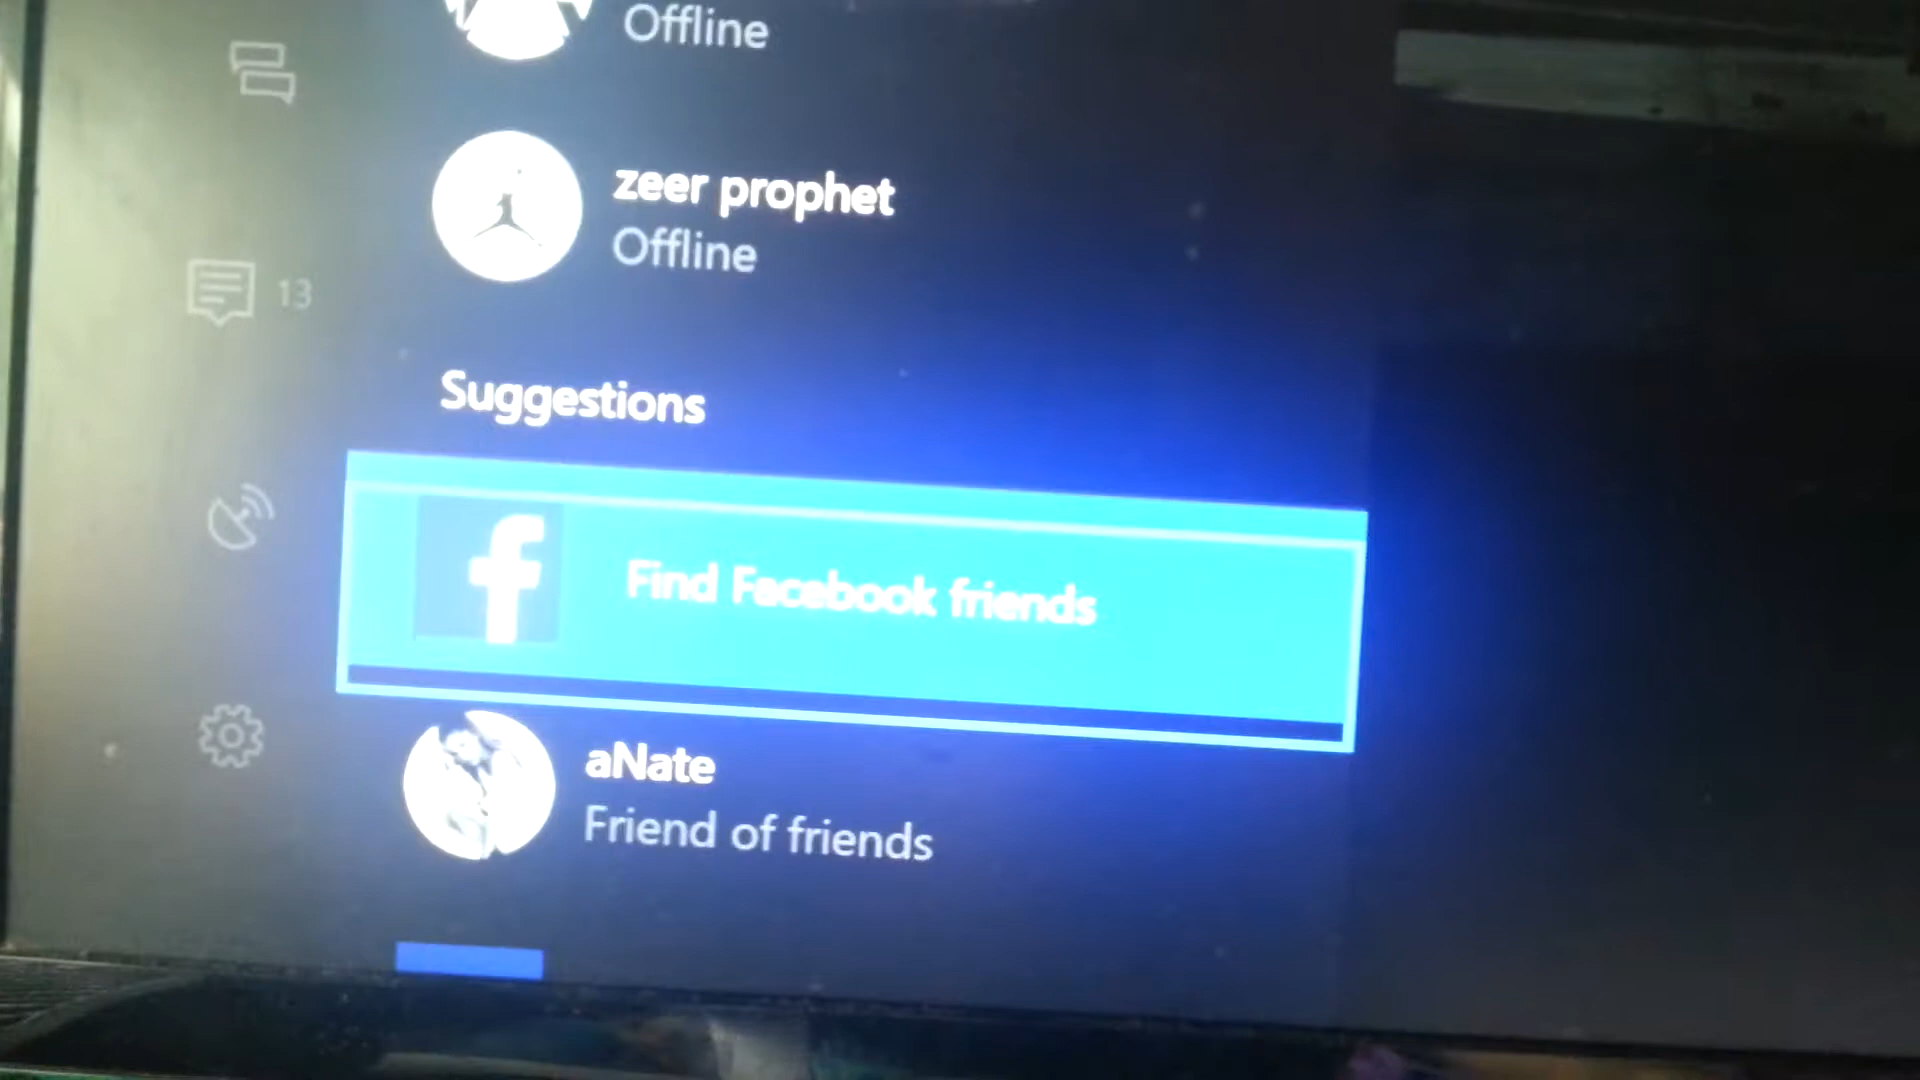 Offline
zeer prophet
Offline
13
Suggestions
f
Find Facebook friends
aNate
Friend of friends